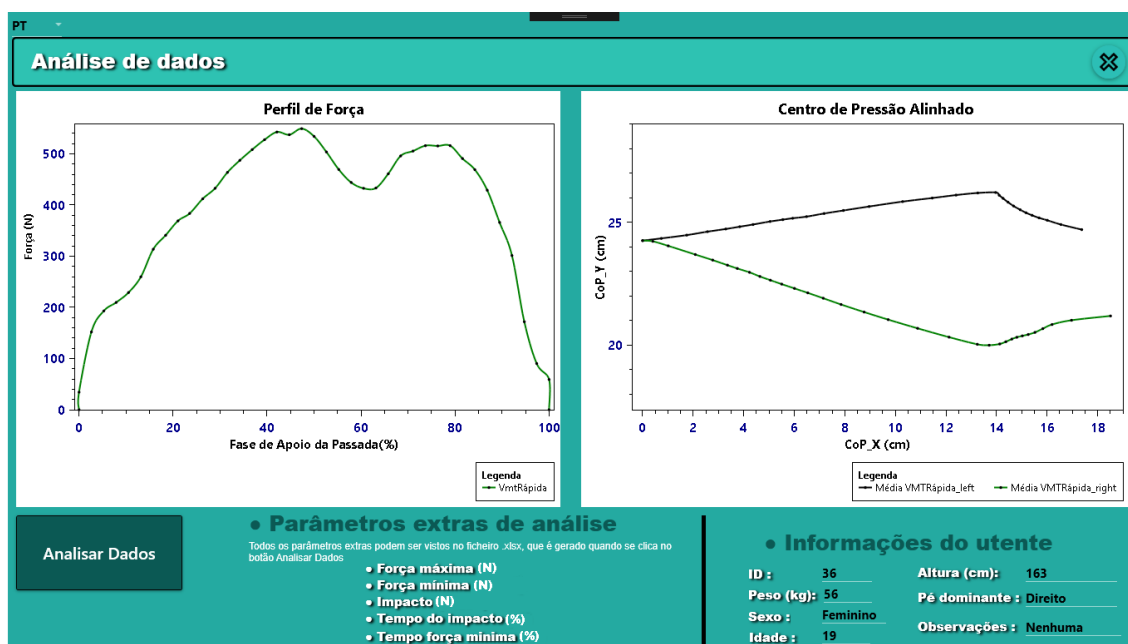 PT
Análise de dados
Perfil de Força
Força (N)
500
400
300
200
100
0
0 20 40 60 80 100
Fase de Apoio da Passada(%)
Legenda
VmtRápida
Centro de Pressão Alinhado
CoP_Y (cm)
25
20
0 2 4 6 8 10 12 14 16 18
CoP_X (cm)
Legenda
Média VMTRápida_left Média VMTRápida_right
Analisar Dados
• Parâmetros extras de análise
Todos os parâmetros extras podem ser vistos no ficheiro .xlsx, que é gerado quando se clica no
botão Analisar Dados
• Força máxima (N)
• Força mínima (N)
• Impacto (N)
• Tempo do impacto (%)
• Tempo força mínima (%)
• Informações do utente
ID : 36 Altura (cm): 163
Peso (kg): 56 Pé dominante : Direito
Sexo : Feminino Observações : Nenhuma
Idade : 19